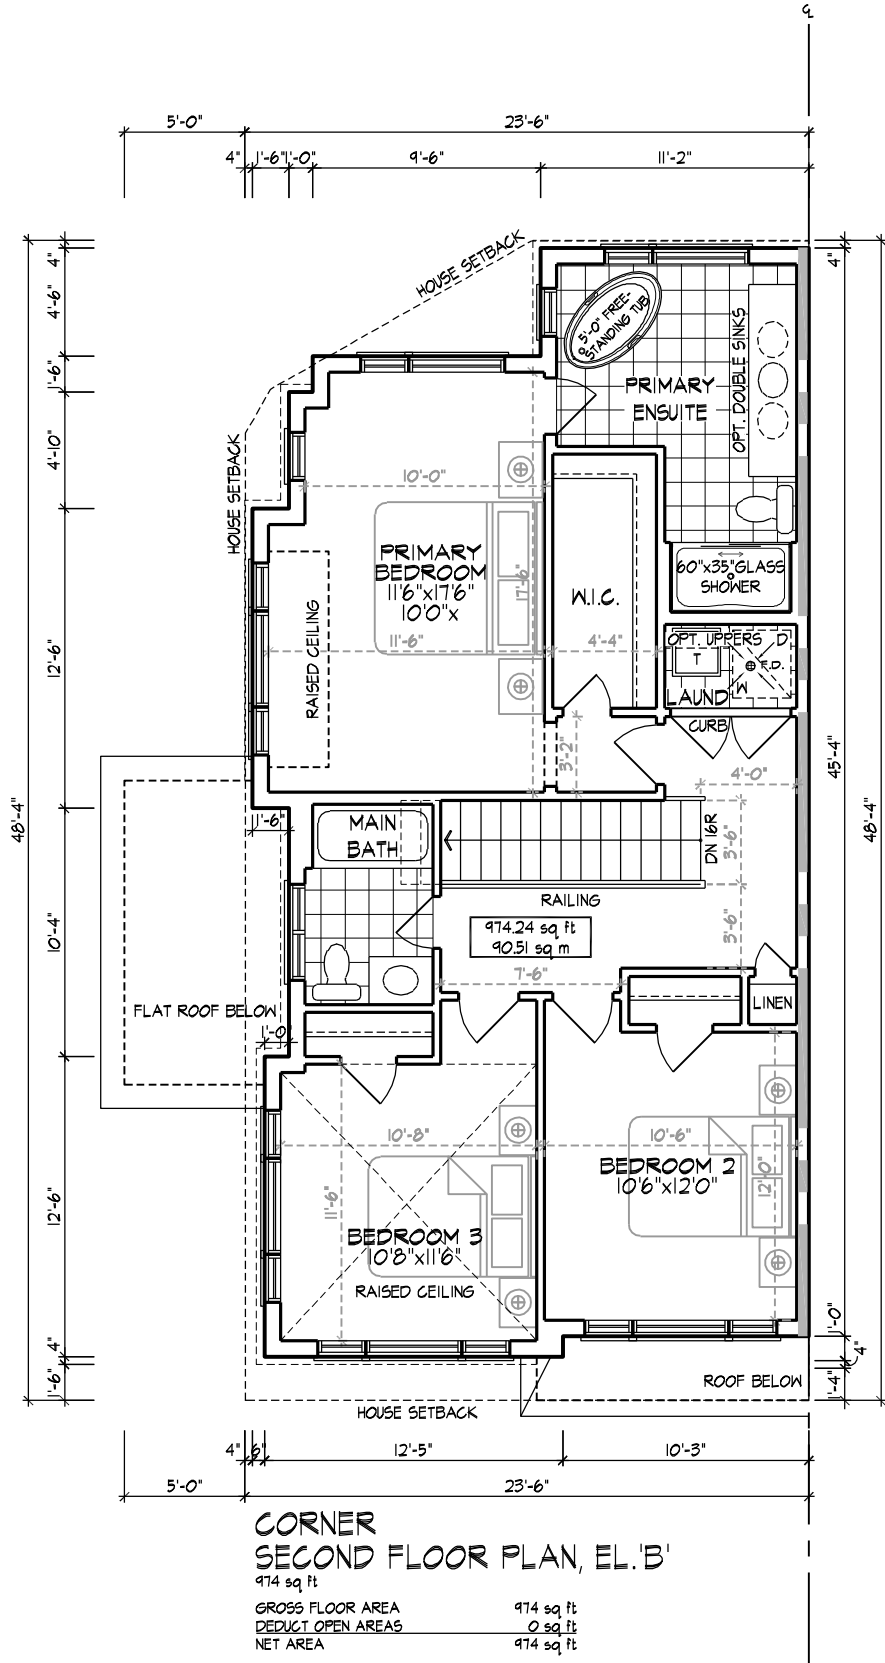 ℄
5'-0"
23'-6"
4"
1'-6"
1'-0"
9'-6"
11'-2"
HOUSE SETBACK
4"
4'-6"
1'-6"
4'-10"
12'-6"
10'-4"
12'-6"
4"
1'-6"
48'-4"
4"
45'-4"
48'-4"
1'-0"
4"
1'-4"
5'-0" FREE-
STANDING TUB
PRIMARY
ENSUITE
OPT. DOUBLE SINKS
HOUSE SETBACK
10'-0"
PRIMARY
BEDROOM
11'6"x17'6"
10'0"x
17'-6"
11'-6"
RAISED CEILING
W.I.C.
4'-4"
60"x35"GLASS
SHOWER
OPT. UPPERS
D
T
F.D.
W
LAUND
CURB
3'-2"
4'-0"
1'-6"
MAIN
BATH
DN 16R
3'-6"
RAILING
974.24 sq ft
90.51 sq m
3'-6"
7'-6"
FLAT ROOF BELOW
LINEN
1'-0"
10'-8"
10'-6"
11'-6"
12'-0"
BEDROOM 2
10'6"x12'0"
BEDROOM 3
10'8"x11'6"
RAISED CEILING
ROOF BELOW
HOUSE SETBACK
4"
6"
12'-5"
10'-3"
5'-0"
23'-6"
CORNER
SECOND FLOOR PLAN, EL.'B'
974 sq ft
GROSS FLOOR AREA 974 sq ft
DEDUCT OPEN AREAS 0 sq ft
NET AREA 974 sq ft